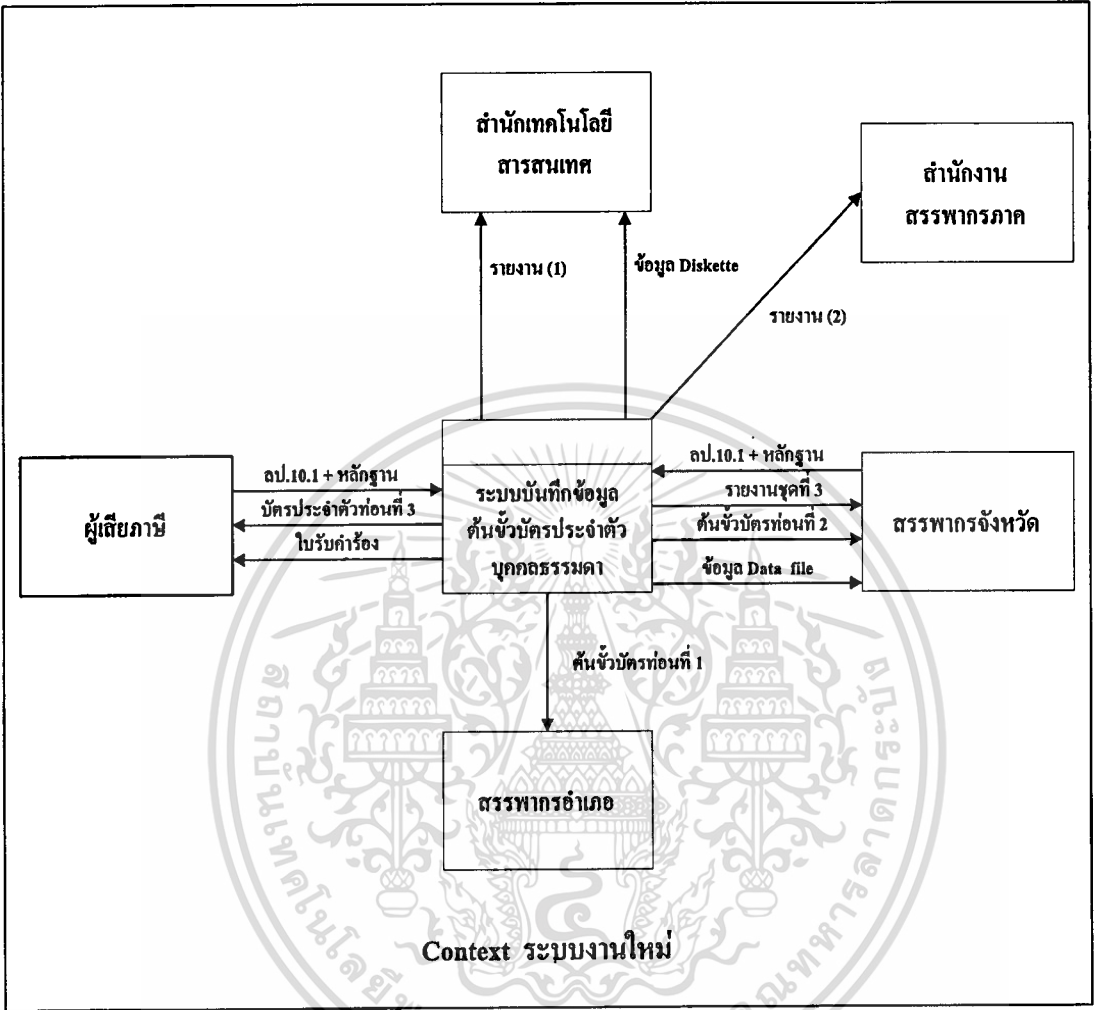 สำนักเทคโนโลยี
สารสนเทศ
สำนักงาน
สรรพากรภาค
รายงาน (1)
ข้อมูล Diskette
รายงาน (2)
ผู้เสียภาษี
ลป.10.1 + หลักฐาน
บัตรประจำตัวท่อนที่ 3
ใบรับคำร้อง
ระบบบันทึกข้อมูล
ต้นขั้วบัตรประจำตัว
บุคคลธรรมดา
ลป.10.1 + หลักฐาน
รายงานชุดที่ 3
ต้นขั้วบัตรท่อนที่ 2
ข้อมูล Data file
สรรพากรจังหวัด
ต้นขั้วบัตรท่อนที่ 1
สรรพากรอำเภอ
Context ระบบงานใหม่